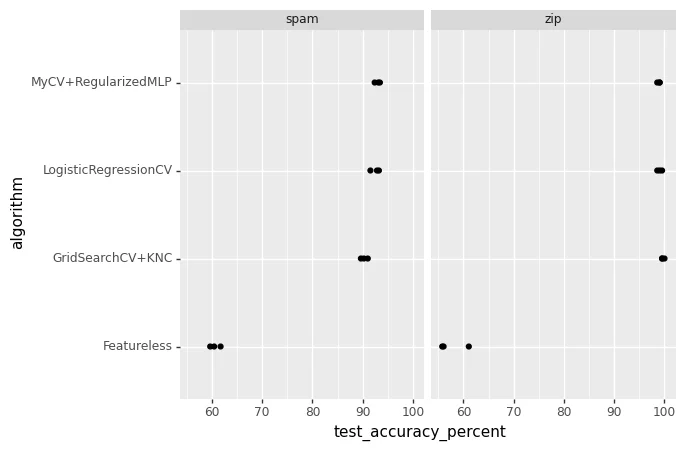 spam zip
MyCV+RegularizedMLP
LogisticRegressionCV
GridSearchCV+KNC
Featureless
algorithm
60 70 80 90 100 60 70 80 90 100
test_accuracy_percent